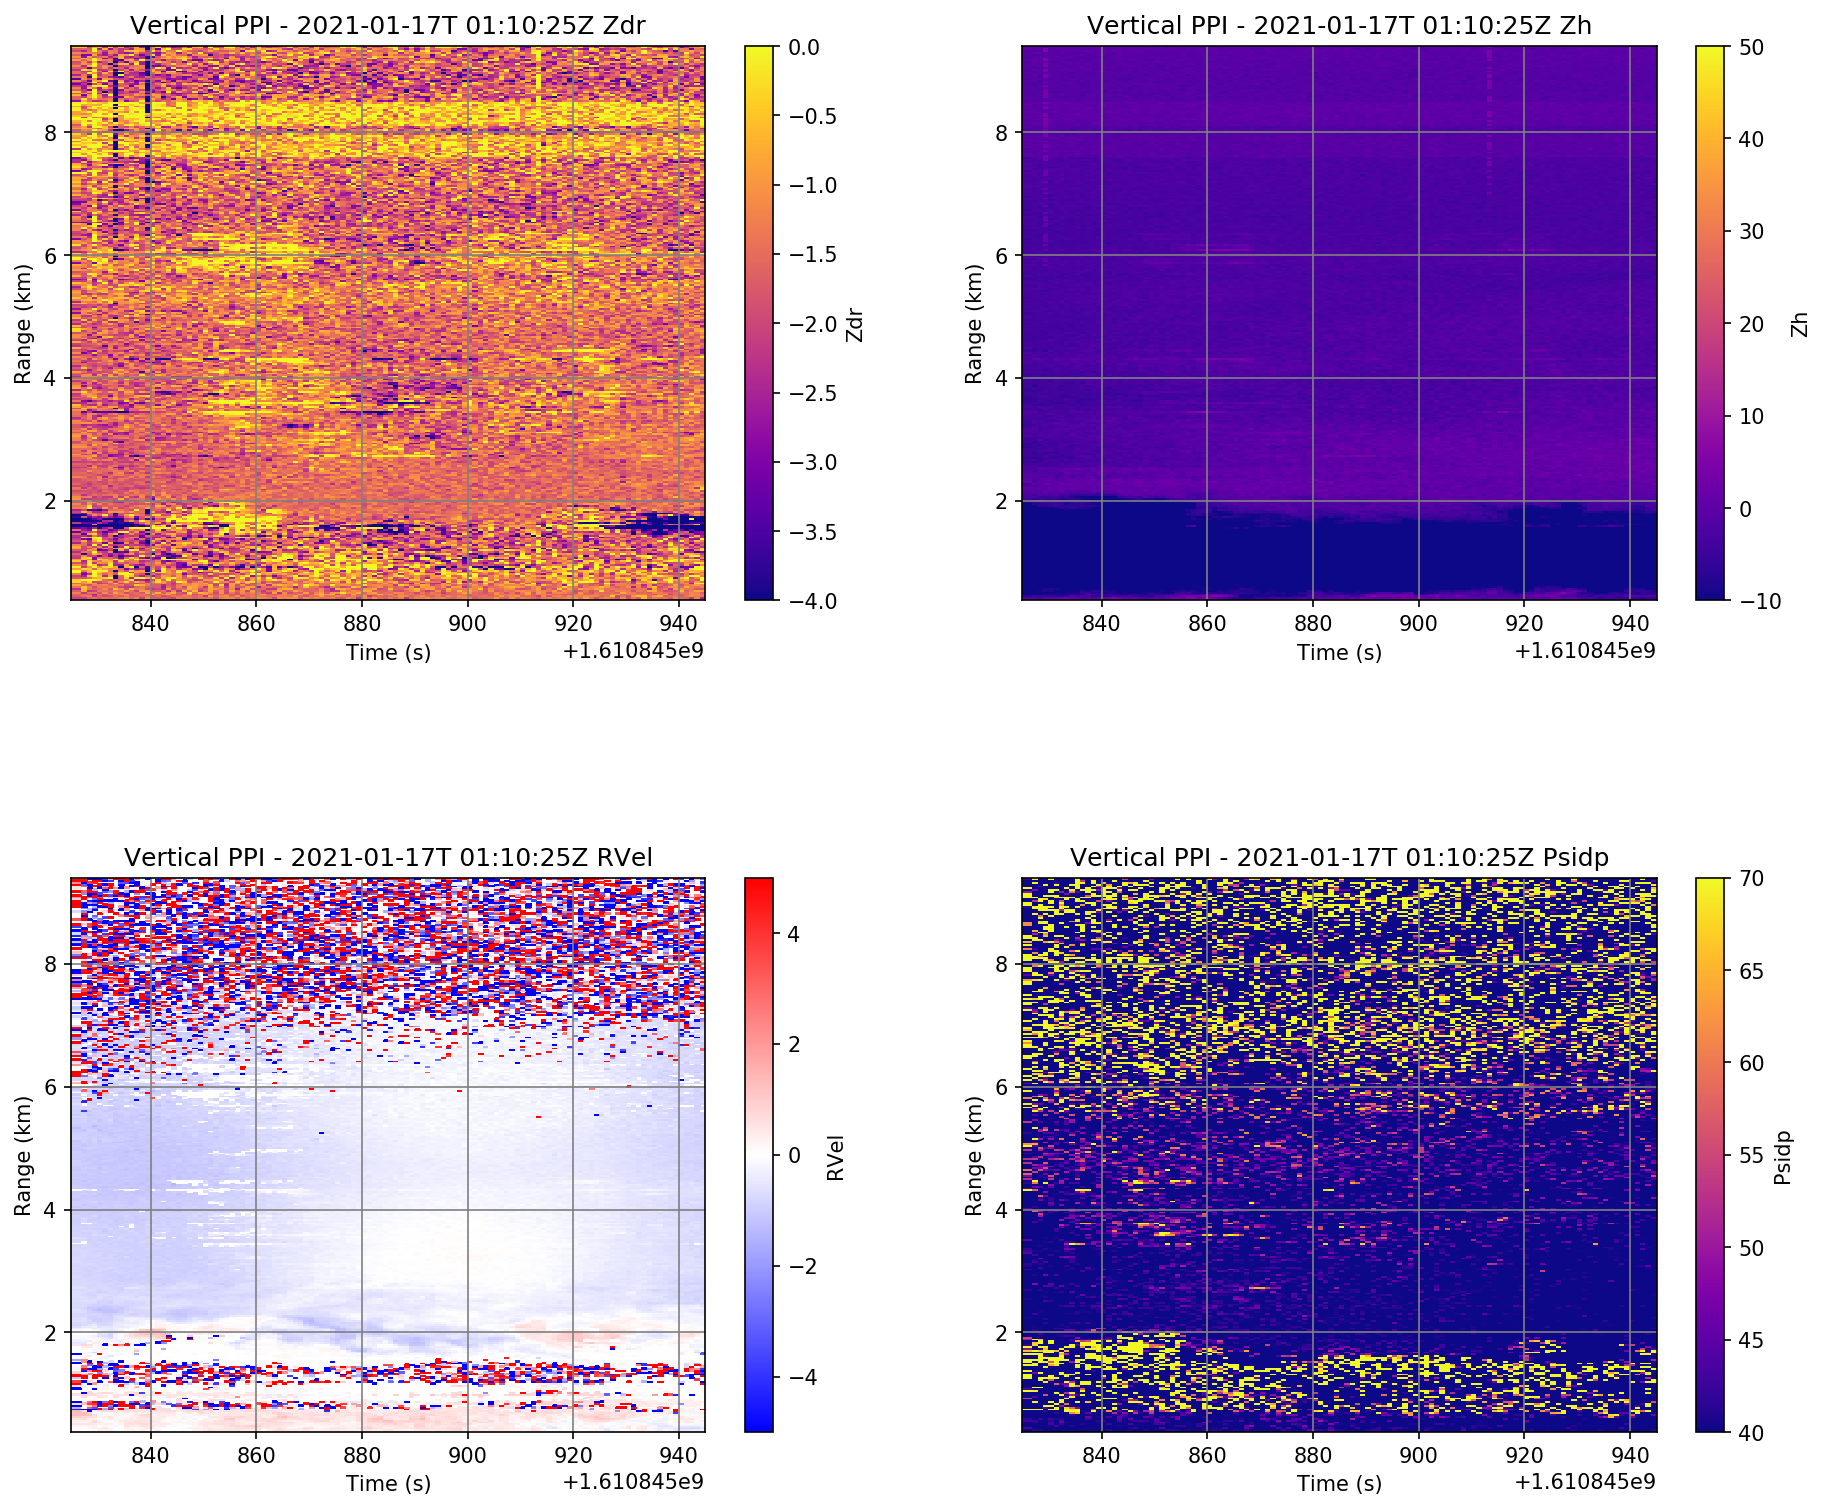 Vertical PPI - 2021-01-17T 01:10:25Z Zdr
Range (km)
8
6
4
2
840 860 880 900 920 940
Time (s)
+1.610845e9
0.0
−0.5
−1.0
−1.5
−2.0
−2.5
−3.0
−3.5
−4.0
Zdr
Vertical PPI - 2021-01-17T 01:10:25Z Zh
Range (km)
8
6
4
2
840 860 880 900 920 940
Time (s)
+1.610845e9
50
40
30
20
10
0
−10
Zh
Vertical PPI - 2021-01-17T 01:10:25Z RVel
Range (km)
8
6
4
2
840 860 880 900 920 940
Time (s)
+1.610845e9
4
2
0
−2
−4
RVel
Vertical PPI - 2021-01-17T 01:10:25Z Psidp
Range (km)
8
6
4
2
840 860 880 900 920 940
Time (s)
+1.610845e9
70
65
60
55
50
45
40
Psidp